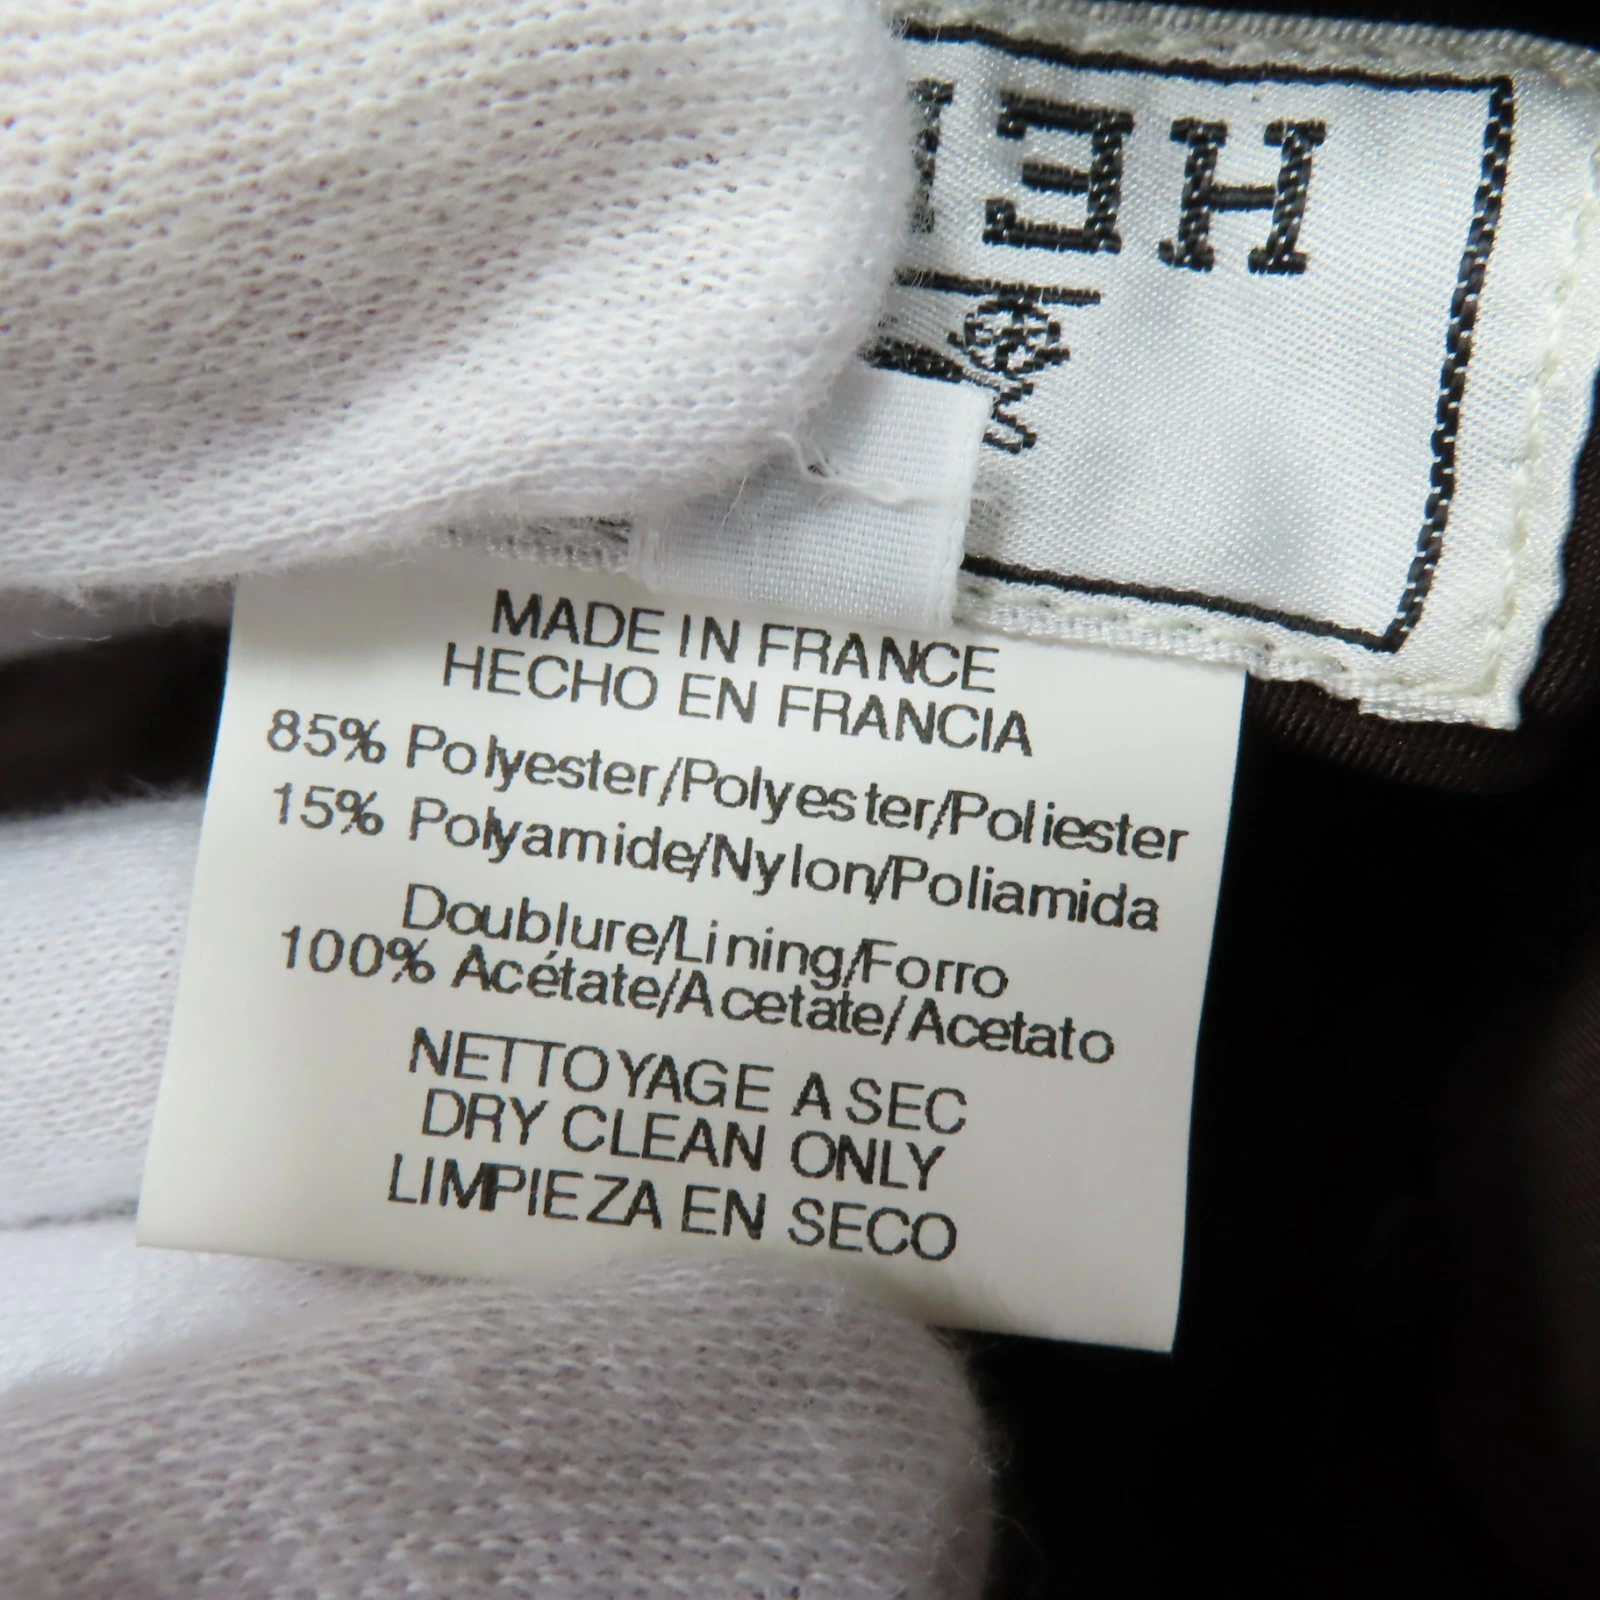 HE
MADE IN FRANCE
HECHO EN FRANCIA
85% Polyester/Polyester/Poliester
15% Polyamide/Nylon/Poliamida
Doublure/Lining/Forro
100% Acétate/Acetate/Acetato
NETTOYAGE A SEC
DRY CLEAN ONLY
LIMPIEZA EN SECO